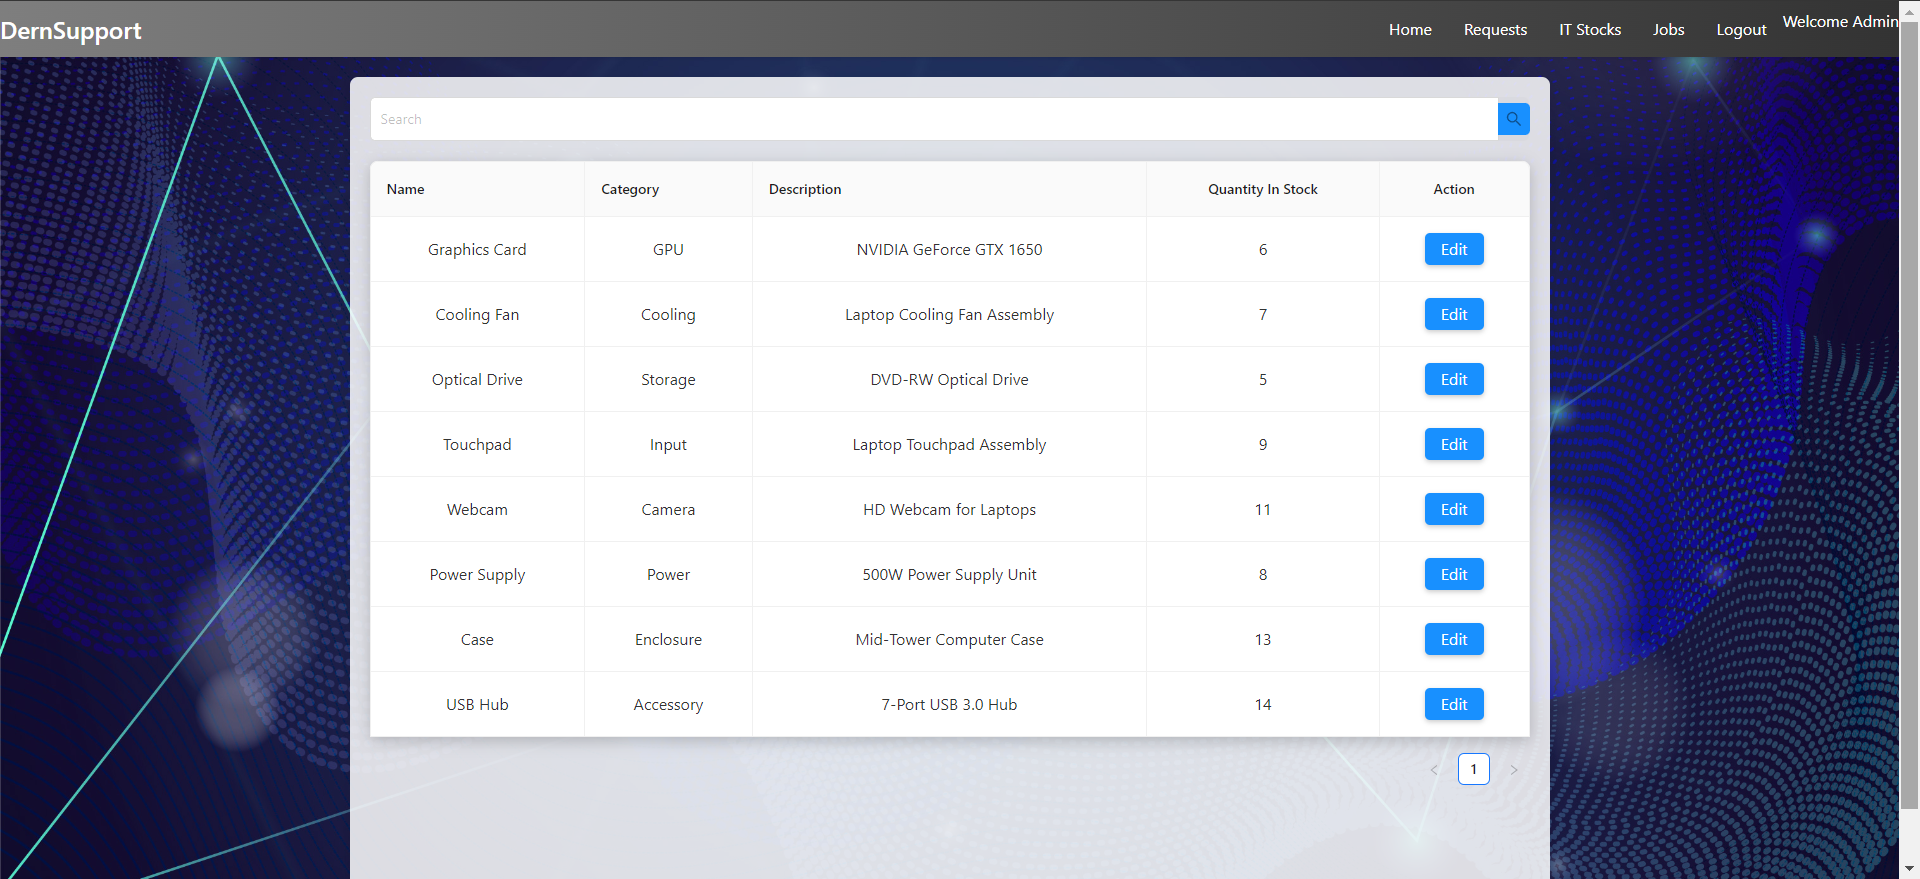 DernSupport
Home Requests IT Stocks Jobs Logout Welcome Admin
Search
Name Category Description Quantity In Stock Action
Graphics Card GPU NVIDIA GeForce GTX 1650 6 Edit
Cooling Fan Cooling Laptop Cooling Fan Assembly 7 Edit
Optical Drive Storage DVD-RW Optical Drive 5 Edit
Touchpad Input Laptop Touchpad Assembly 9 Edit
Webcam Camera HD Webcam for Laptops 11 Edit
Power Supply Power 500W Power Supply Unit 8 Edit
Case Enclosure Mid-Tower Computer Case 13 Edit
USB Hub Accessory 7-Port USB 3.0 Hub 14 Edit
< 1 >